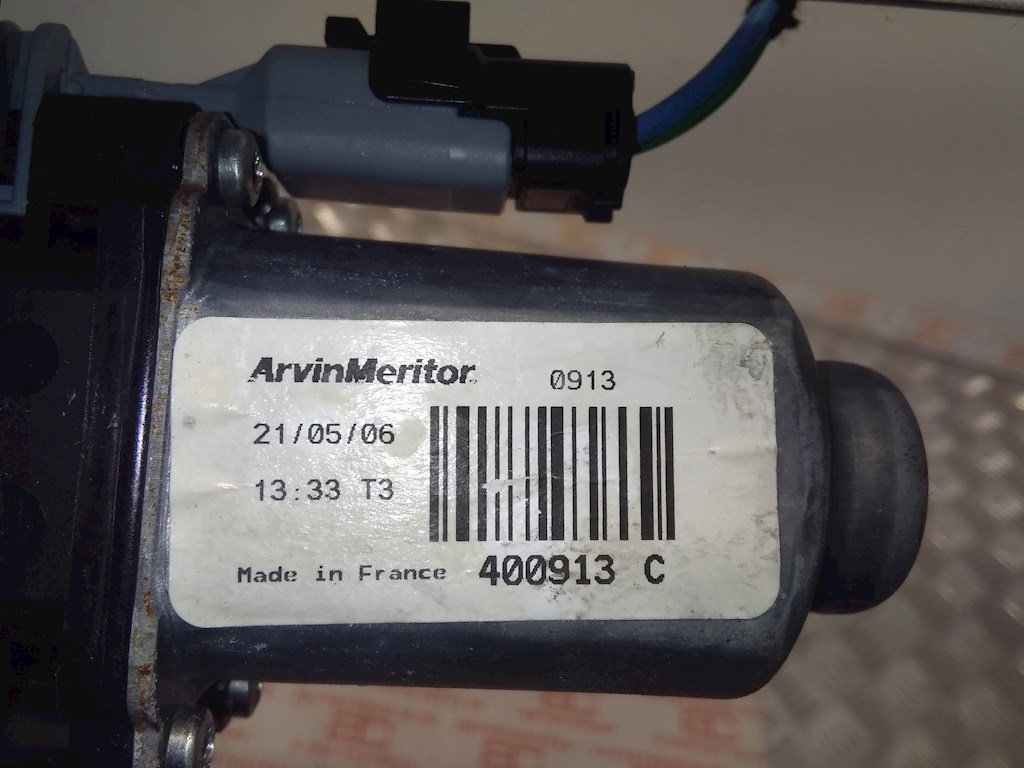 ArvinMeritor
0913
21/05/06
13:33 T3
Made in France
400913 C